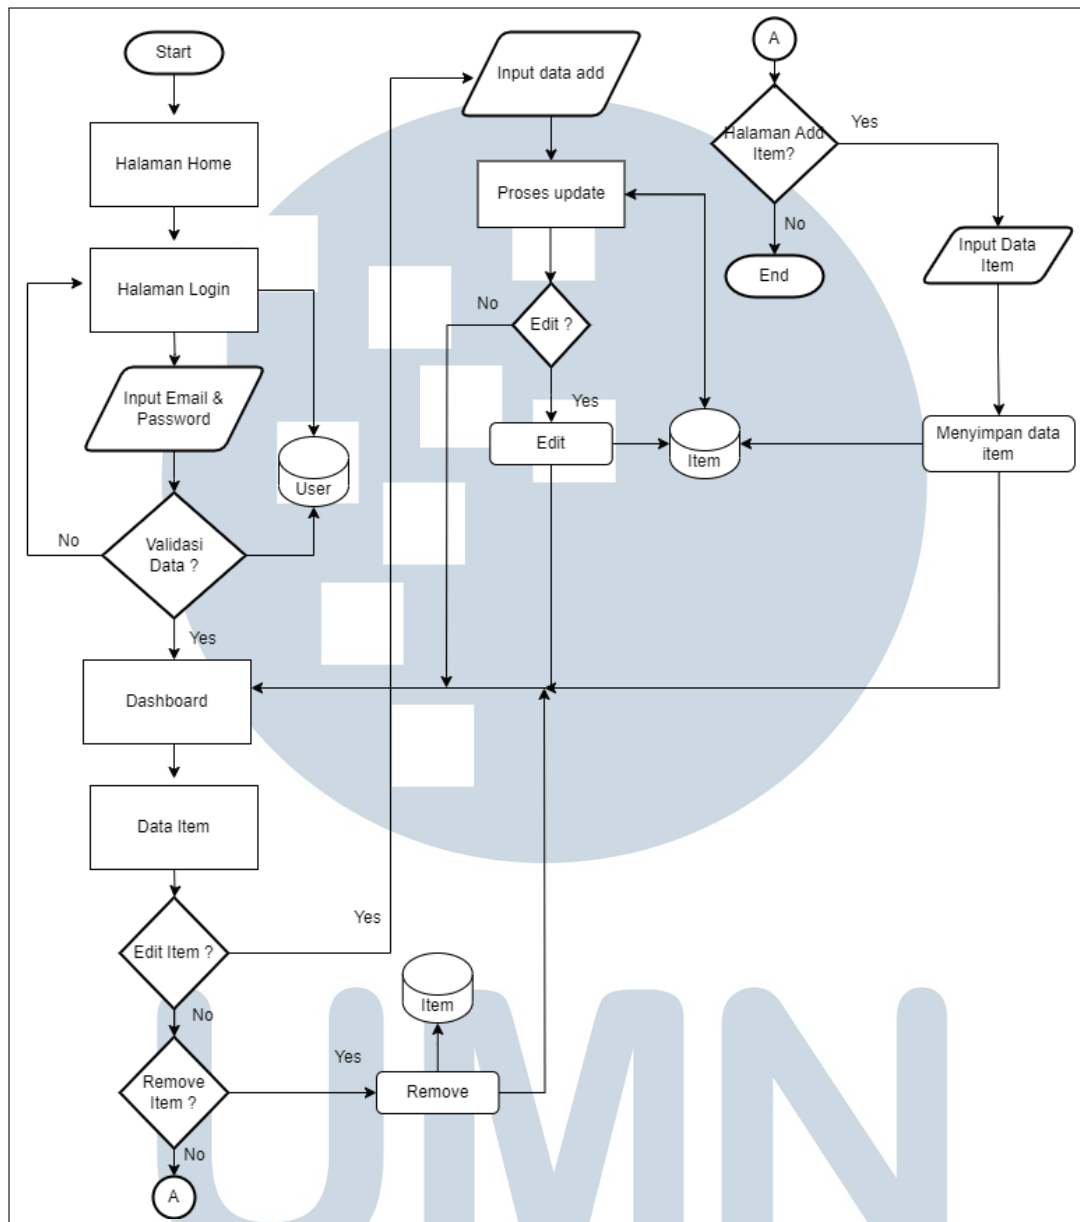 Start
Halaman Home
Halaman Login
Input Email &
Password
User
No
Validasi
Data ?
Yes
Dashboard
Data Item
Edit Item ?
Yes
No
Remove
Item ?
Yes
Remove
Item
No
A
Input data add
Proses update
No
Edit ?
Yes
Edit
Item
A
Halaman Add
Item?
Yes
No
End
Input Data
Item
Menyimpan data
item
UMN